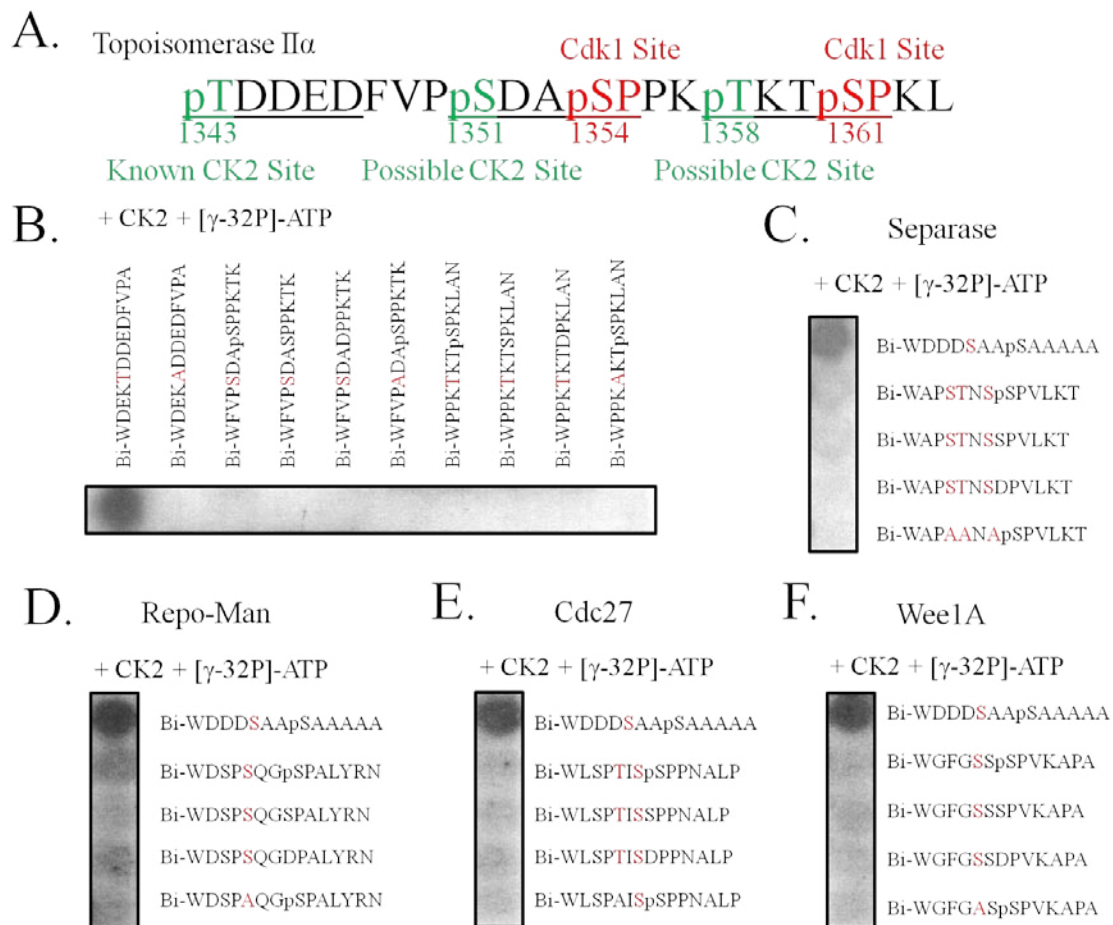 A.
Topoisomerase IIα
Cdk1 Site
Cdk1 Site
pTDDEDFVPpSDApSPPKpTKTpSPKL
1343
1351
1354
1358
1361
Known CK2 Site
Possible CK2 Site
Possible CK2 Site
B.
+ CK2 + [γ-32P]-ATP
Bi-WDEKTDDEDFVPA
Bi-WDEKADDEDFVPA
Bi-WFVPSDApSPPKTK
Bi-WFVPSDASPPKTK
Bi-WFVPSDADPPKTK
Bi-WFVPADApSPPKTK
Bi-WPPKTKTpSPKLAN
Bi-WPPKTKTSPKLAN
Bi-WPPKTKTDPKLAN
Bi-WPPKAKTpSPKLAN
C.
Separase
+ CK2 + [γ-32P]-ATP
Bi-WDDDSAApSAAAAA
Bi-WAPSTNSpSPVLKT
Bi-WAPSTNSSPVLKT
Bi-WAPSTNSDPVLKT
Bi-WAPAANApSPVLKT
D.
Repo-Man
+ CK2 + [γ-32P]-ATP
Bi-WDDDSAApSAAAAA
Bi-WDSPSQGpSPALYRN
Bi-WDSPSQGSPALYRN
Bi-WDSPSQGDPALYRN
Bi-WDSPAQGpSPALYRN
E.
Cdc27
+ CK2 + [γ-32P]-ATP
Bi-WDDDSAApSAAAAA
Bi-WLSPTISpSPPNALP
Bi-WLSPTISSPPNALP
Bi-WLSPTISDPPNALP
Bi-WLSPAISpSPPNALP
F.
Wee1A
+ CK2 + [γ-32P]-ATP
Bi-WDDDSAApSAAAAA
Bi-WGFGSSpSPVKAPA
Bi-WGFGSSSPVKAPA
Bi-WGFGSSDPVKAPA
Bi-WGFGASpSPVKAPA